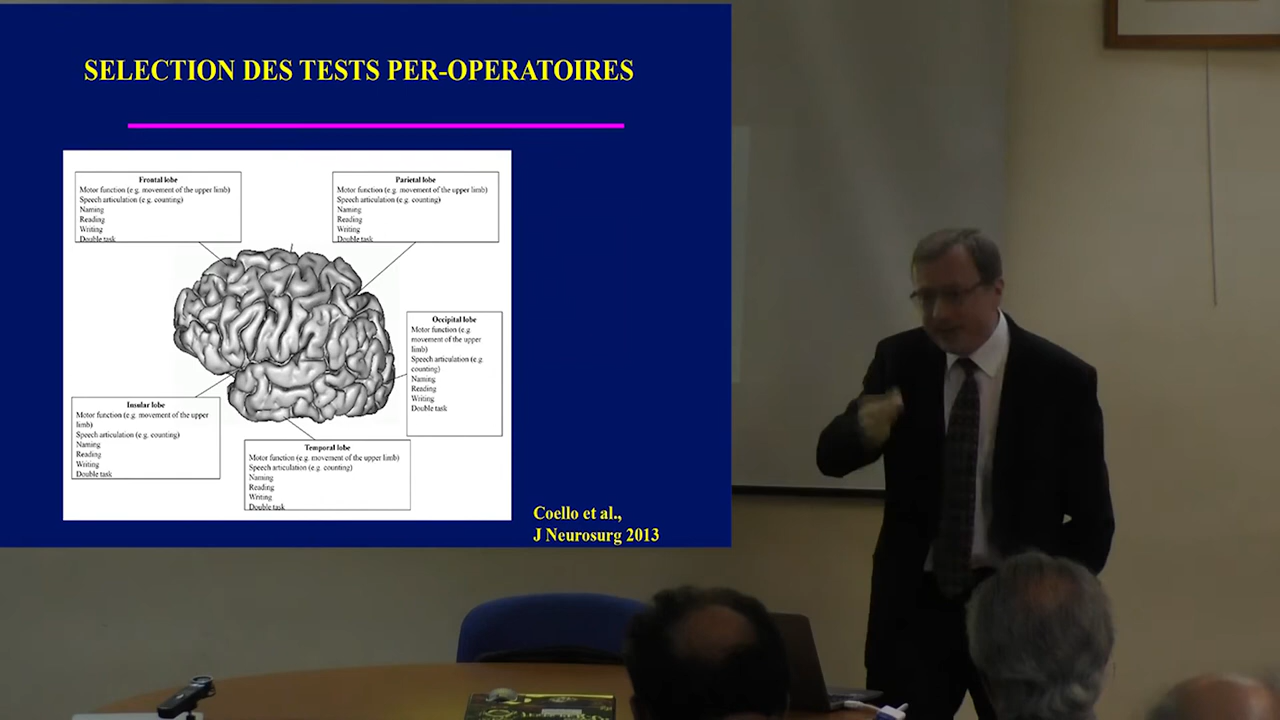 SELECTION DES TESTS PER-OPERATOIRES
Frontal lobe
Motor function (e.g. movement of the upper limb)
Speech articulation (e.g. counting)
Naming
Reading
Writing
Double task
Parietal lobe
Motor function (e.g. movement of the upper limb)
Speech articulation (e.g. counting)
Naming
Reading
Writing
Double task
Occipital lobe
Motor function (e.g.
movement of the upper
limb)
Speech articulation (e.g.
counting)
Naming
Reading
Writing
Double task
Insular lobe
Motor function (e.g. movement of the upper
limb)
Speech articulation (e.g. counting)
Naming
Reading
Writing
Double task
Temporal lobe
Motor function (e.g. movement of the upper limb)
Speech articulation (e.g. counting)
Naming
Reading
Writing
Double task
Coello et al.,
J Neurosurg 2013